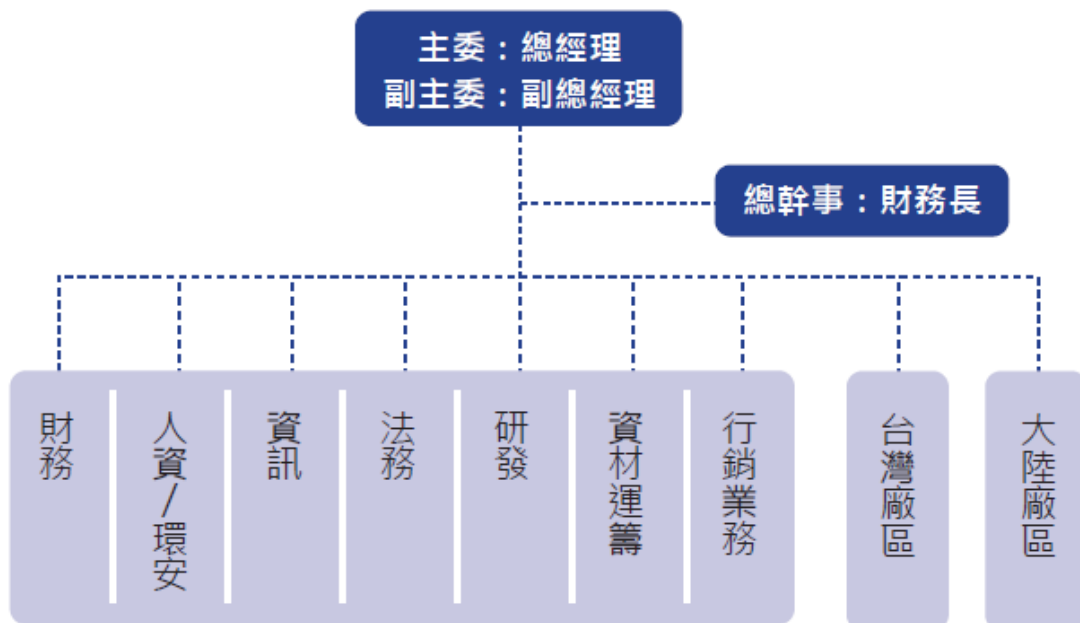 主委：總經理
副主委：副總經理
總幹事：財務長
財務
人資/環安
資訊
法務
研發
資材運籌
行銷業務
台灣廠區
大陸廠區